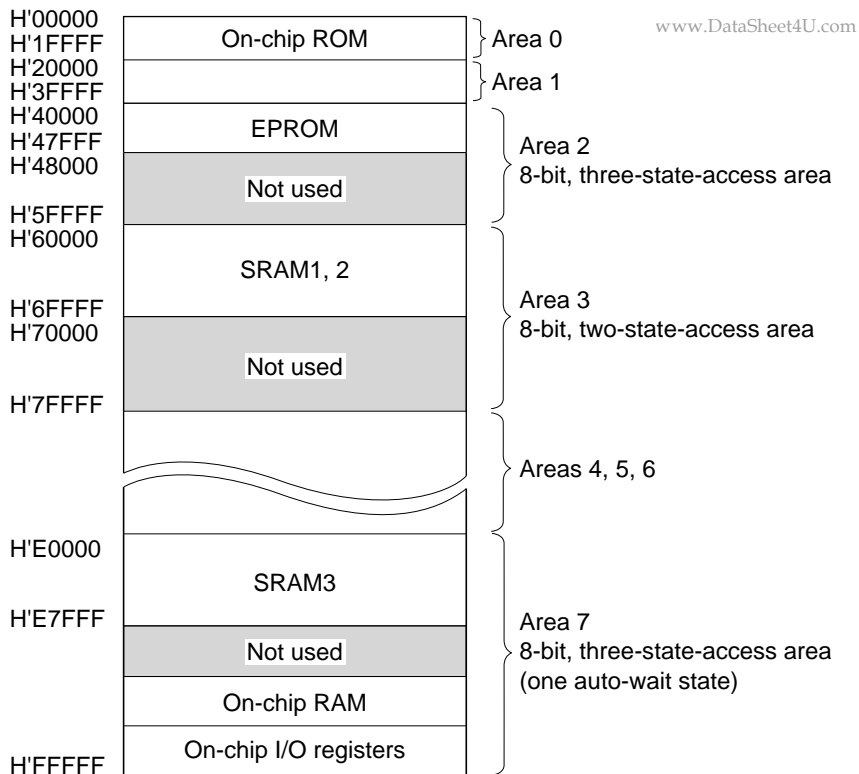 www.DataSheet4U.com
H'00000
On-chip ROM
Area 0
H'1FFFF
H'20000
Area 1
H'3FFFF
H'40000
EPROM
H'47FFF
Area 2
8-bit, three-state-access area
H'48000
Not used
H'5FFFF
H'60000
SRAM1, 2
H'6FFFF
Area 3
8-bit, two-state-access area
H'70000
Not used
H'7FFFF
Areas 4, 5, 6
H'E0000
SRAM3
H'E7FFF
Area 7
8-bit, three-state-access area
(one auto-wait state)
Not used
On-chip RAM
On-chip I/O registers
H'FFFFF